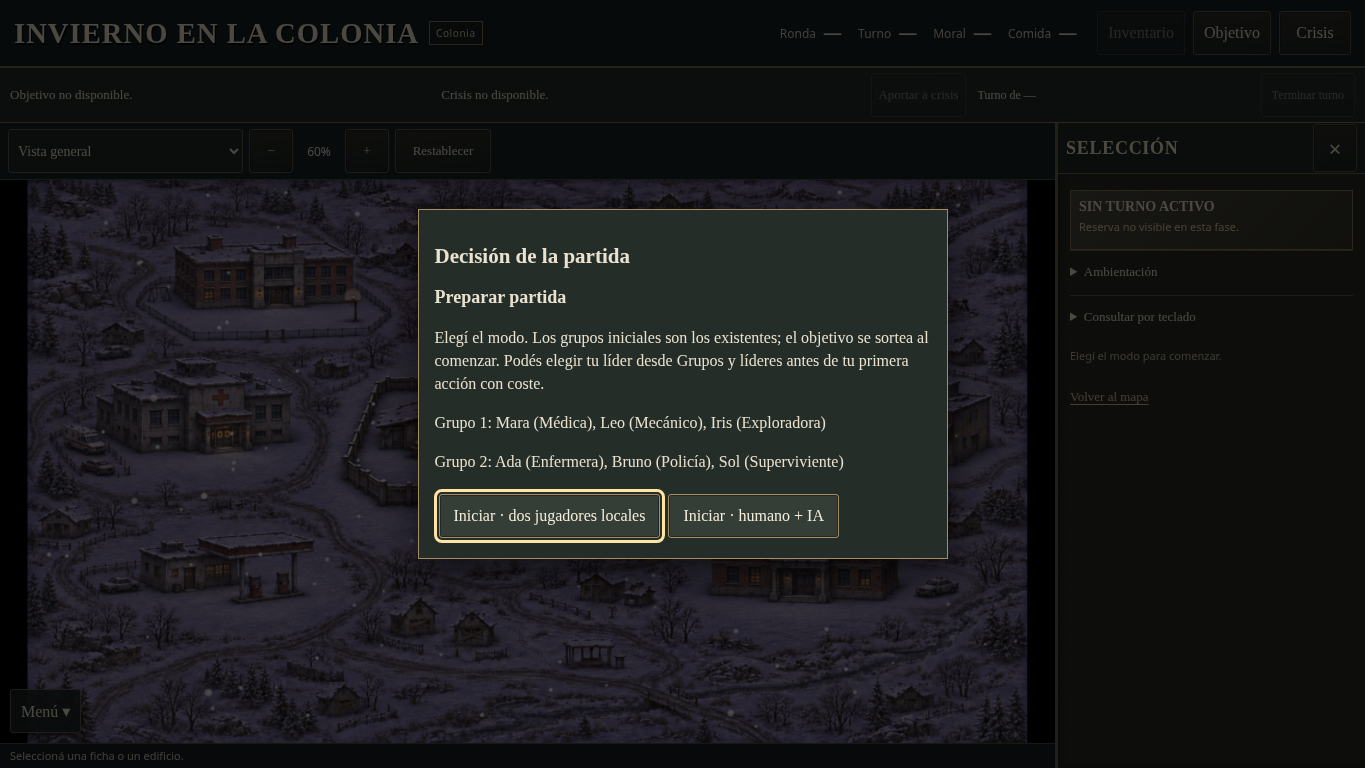 INVIERNO EN LA COLONIA
Colonia
Ronda —
Turno —
Moral —
Comida —
Inventario
Objetivo
Crisis
Objetivo no disponible.
Crisis no disponible.
Aportar a crisis
Turno de —
Terminar turno
Vista general
−
60%
+
Restablecer
SELECCIÓN
×
SIN TURNO ACTIVO
Reserva no visible en esta fase.
Ambientación
Consultar por teclado
Elegí el modo para comenzar.
Volver al mapa
Decisión de la partida
Preparar partida
Elegí el modo. Los grupos iniciales son los existentes; el objetivo se sortea al
comenzar. Podés elegir tu líder desde Grupos y líderes antes de tu primera
acción con coste.
Grupo 1: Mara (Médica), Leo (Mecánico), Iris (Exploradora)
Grupo 2: Ada (Enfermera), Bruno (Policía), Sol (Superviviente)
Iniciar · dos jugadores locales
Iniciar · humano + IA
Menú ▾
Seleccioná una ficha o un edificio.